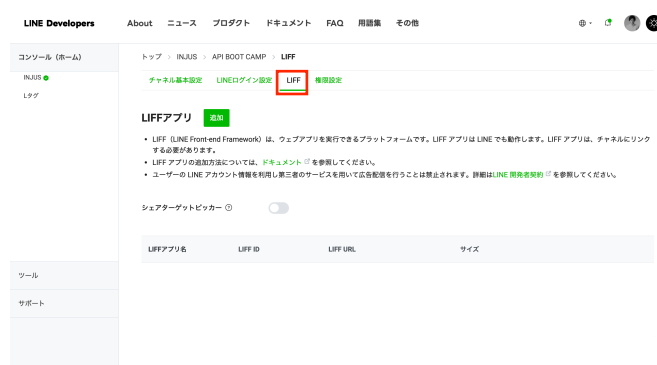 LINE Developers
About ニュース プロダクト ドキュメント FAQ 用語集 その他
コンソール（ホーム）
トップ > INJUS > API BOOT CAMP > LIFF
INJUS
Lタグ
チャネル基本設定 LINEログイン設定 LIFF 権限設定
LIFFアプリ 追加
• LIFF（LINE Front-end Framework）は、ウェブアプリを実行できるプラットフォームです。LIFF アプリは LINE でも動作します。LIFF アプリは、チャネルにリンク
する必要があります。
• LIFF アプリの追加方法については、ドキュメント を参照してください。
• ユーザーの LINE アカウント情報を利用し第三者のサービスを用いて広告配信を行うことは禁止されます。詳細はLINE 開発者契約 を参照してください。
シェアターゲットピッカー
LIFFアプリ名 LIFF ID LIFF URL サイズ
ツール
サポート